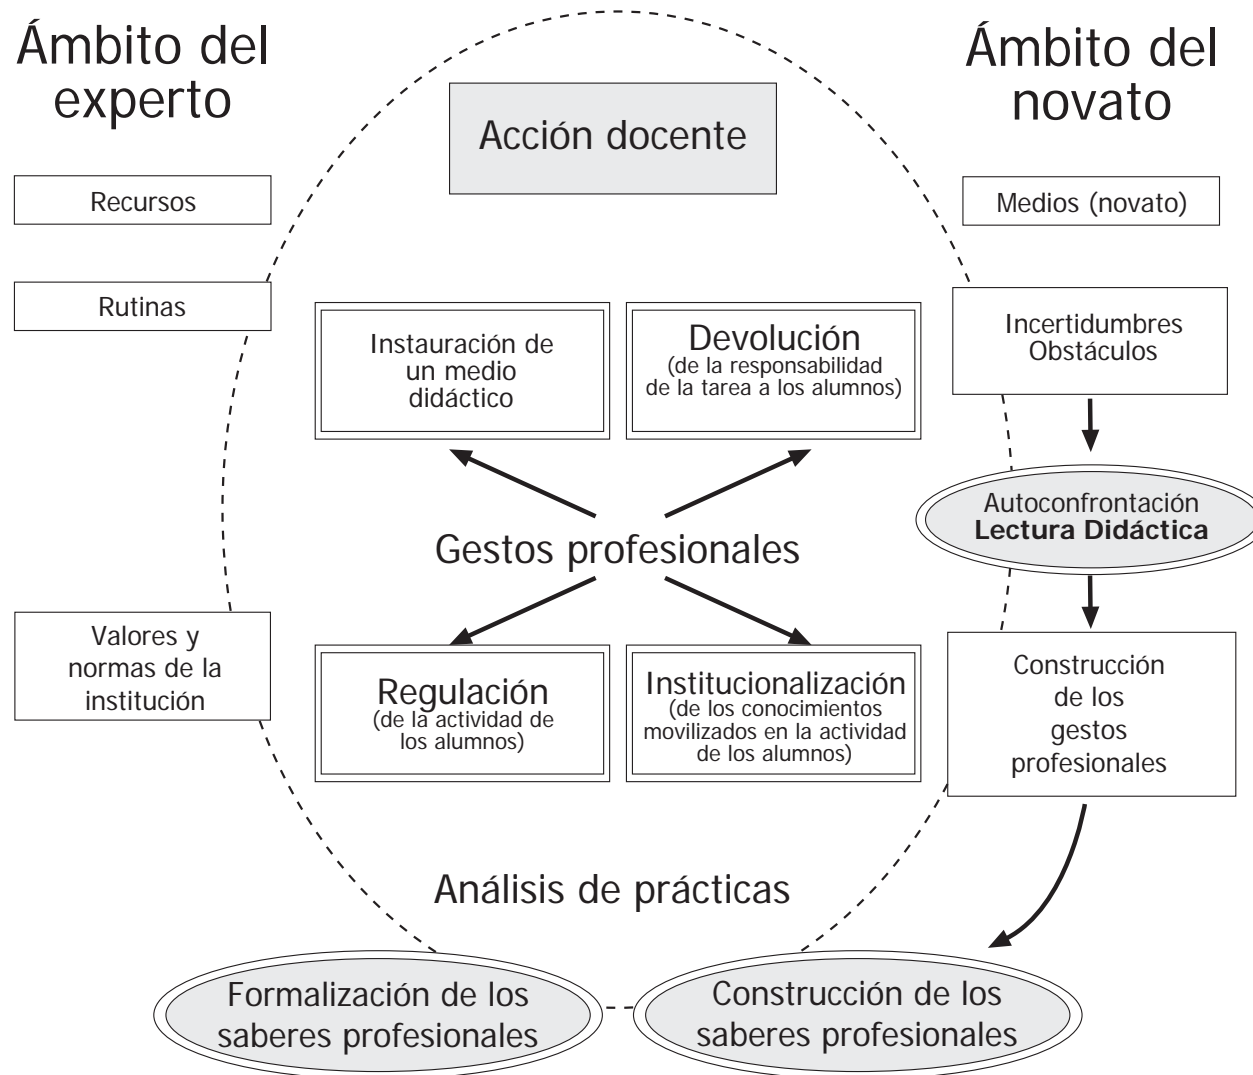 Ámbito del
experto
Acción docente
Ámbito del
novato
Recursos
Medios (novato)
Rutinas
Incertidumbres
Obstáculos
Instauración de
un medio
didáctico
Devolución
(de la responsabilidad
de la tarea a los alumnos)
Autoconfrontación
Lectura Didáctica
Gestos profesionales
Valores y
normas de la
institución
Regulación
(de la actividad de
los alumnos)
Institucionalización
(de los conocimientos
movilizados en la actividad
de los alumnos)
Construcción
de los
gestos
profesionales
Análisis de prácticas
Formalización de los
saberes profesionales
Construcción de los
saberes profesionales